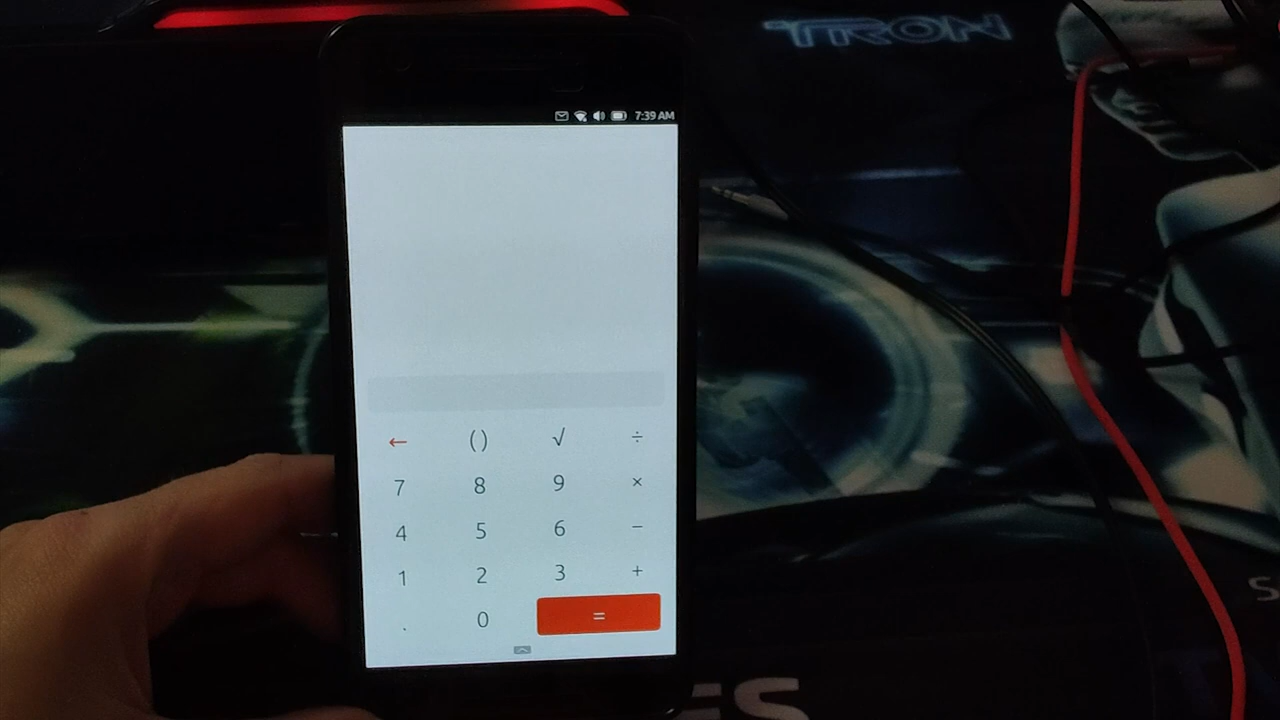 TRON
7:39 AM
← () √ ÷
7 8 9 ×
4 5 6 −
1 2 3 +
. 0 =